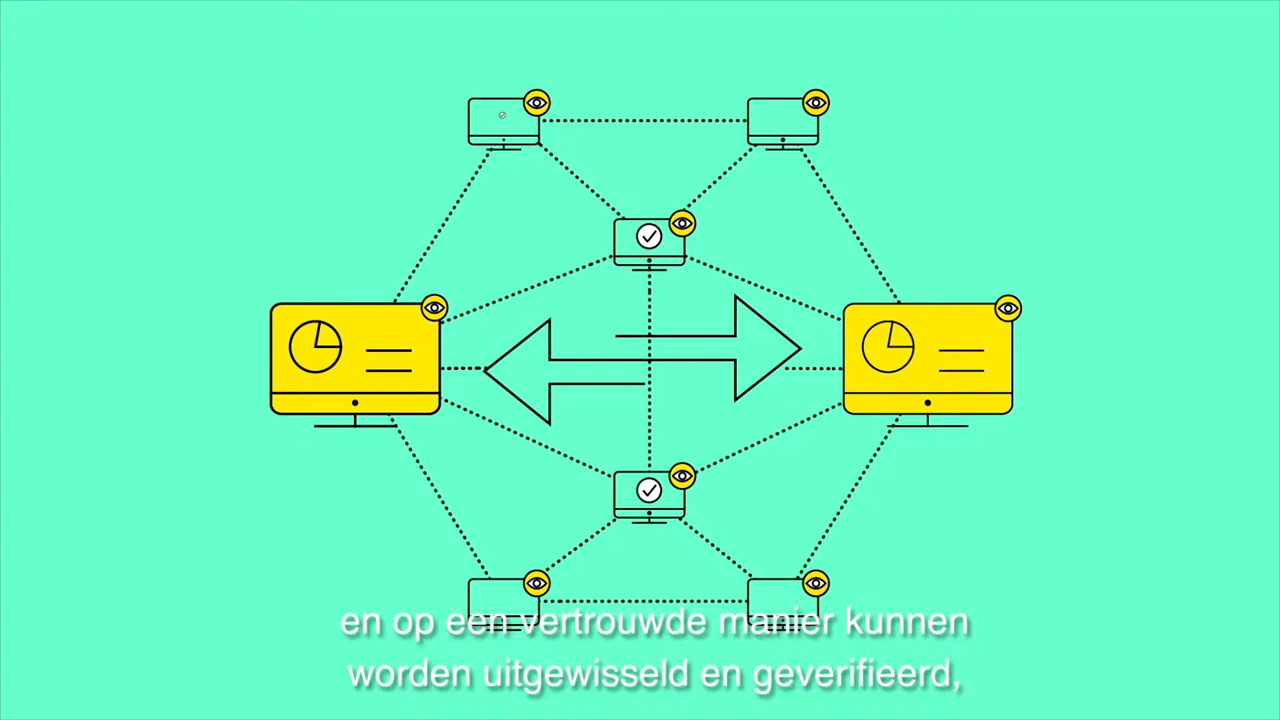 en op een vertrouwde manier kunnen
worden uitgewisseld en geverifieerd,